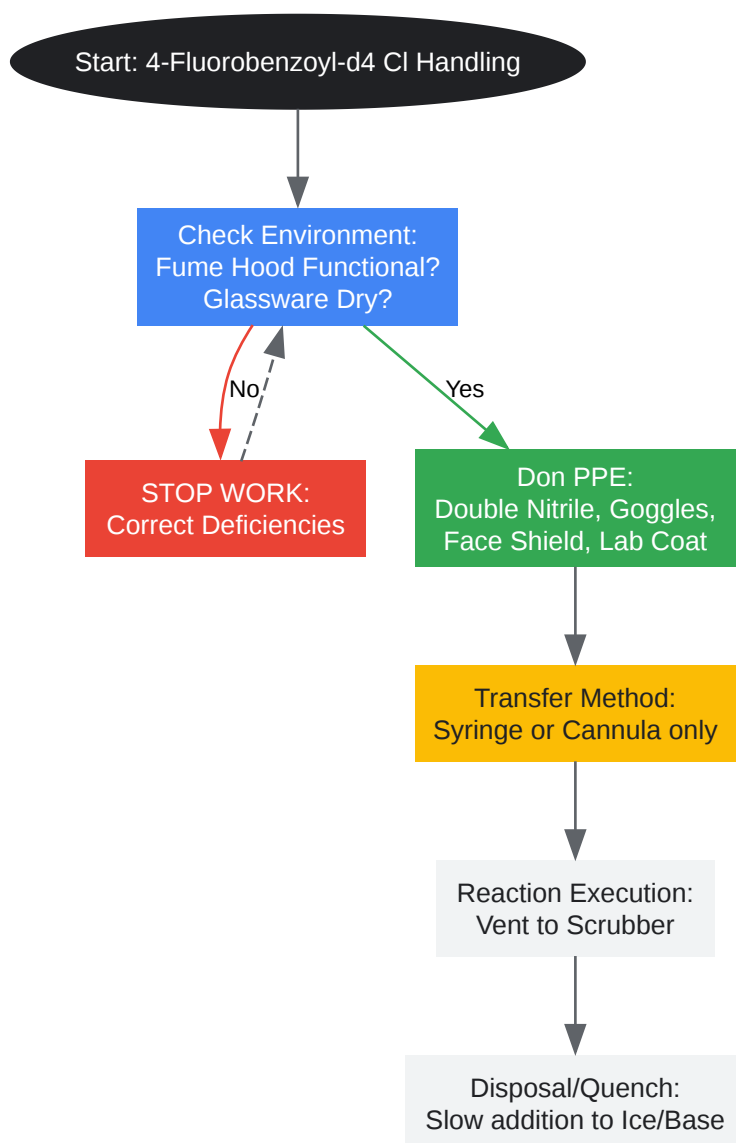 Start: 4-Fluorobenzoyl-d4 Cl Handling
Check Environment:
Fume Hood Functional?
Glassware Dry?
No
Yes
STOP WORK:
Correct Deficiencies
Don PPE:
Double Nitrile, Goggles,
Face Shield, Lab Coat
Transfer Method:
Syringe or Cannula only
Reaction Execution:
Vent to Scrubber
Disposal/Quench:
Slow addition to Ice/Base